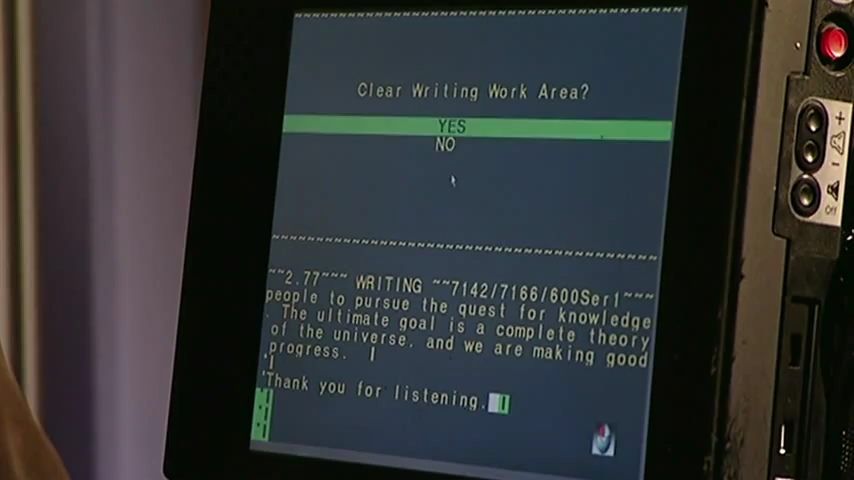 ~~~~~~~~~~~~~~~~~~~~~~~~~~~~~~~~~~~~~~~~
Clear Writing Work Area?
YES
NO
~~~~~~~~~~~~~~~~~~~~~~~~~~~~~~~~~~~~~~~~
~~2.77~~~ WRITING ~~7142/7166/600Ser1~~~
people to pursue the quest for knowledge
. The ultimate goal is a complete theory
of the universe, and we are making good
progress.
Thank you for listening.
+
Off